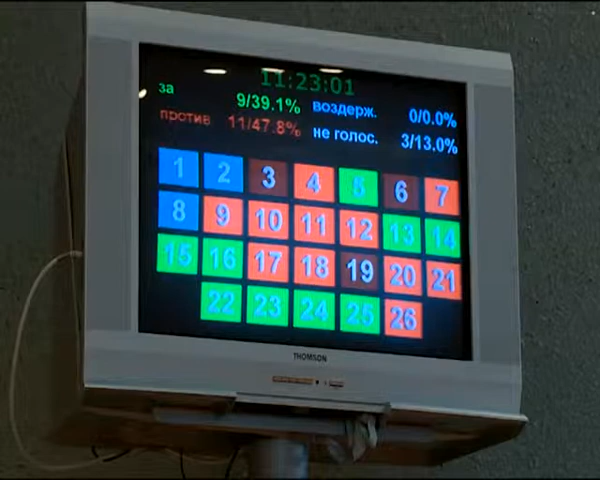 11:23:01
за 9/39.1% воздерж. 0/0.0%
против 11/47.8% не голос. 3/13.0%
1 2 3 4 5 6 7
8 9 10 11 12 13 14
15 16 17 18 19 20 21
22 23 24 25 26
THOMSON